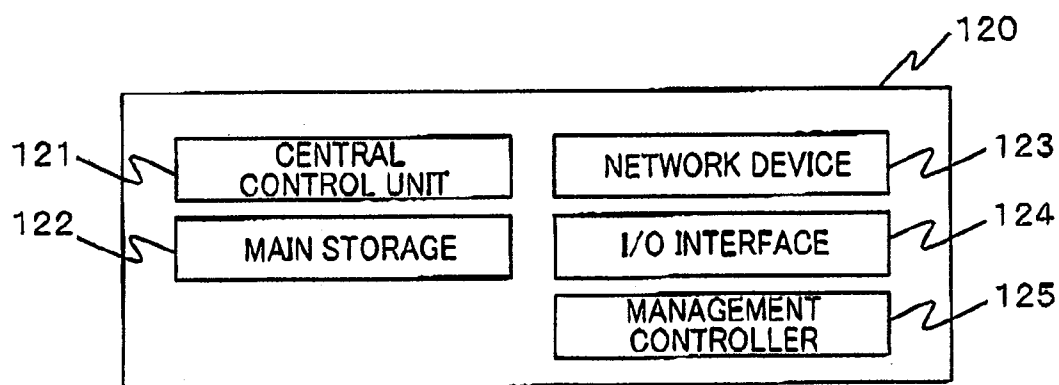 120
121
CENTRAL
CONTROL UNIT
122
MAIN STORAGE
NETWORK DEVICE
123
I/O INTERFACE
124
MANAGEMENT
CONTROLLER
125